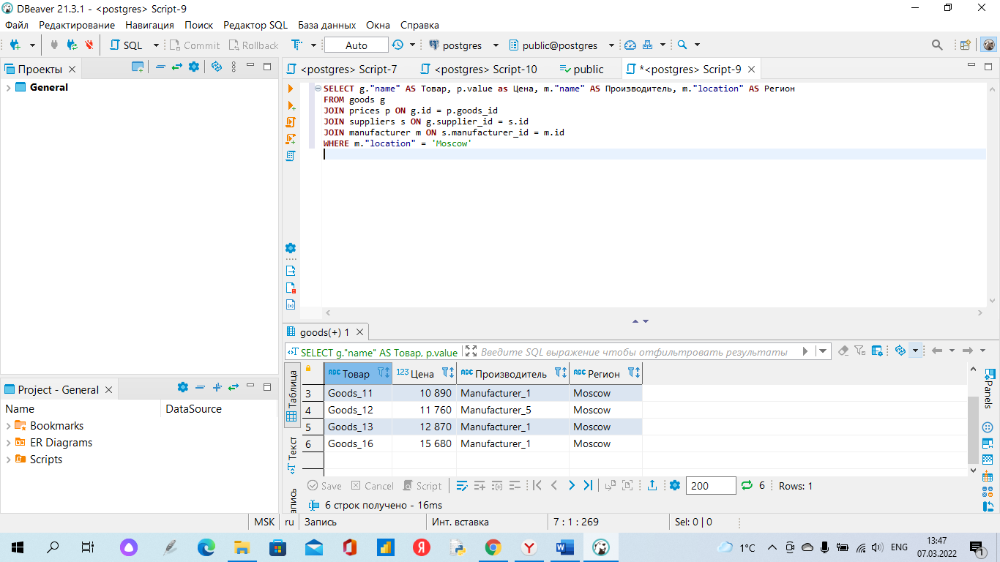 DBeaver 21.3.1 - <postgres> Script-9
Файл Редактирование Навигация Поиск Редактор SQL База данных Окна Справка
SQL Commit Rollback Auto postgres public@postgres
Проекты
<postgres> Script-7 <postgres> Script-10 public *<postgres> Script-9
General
SELECT g."name" AS Товар, p.value as Цена, m."name" AS Производитель, m."location" AS Регион
FROM goods g
JOIN prices p ON g.id = p.goods_id
JOIN suppliers s ON g.supplier_id = s.id
JOIN manufacturer m ON s.manufacturer_id = m.id
WHERE m."location" = 'Moscow'
goods(+) 1
SELECT g."name" AS Товар, p.value Введите SQL выражение чтобы отфильтровать результаты
Таблица
Текст
апись
ABC Товар 123 Цена ABC Производитель ABC Регион
3 Goods_11 10 890 Manufacturer_1 Moscow
4 Goods_12 11 760 Manufacturer_5 Moscow
5 Goods_13 12 870 Manufacturer_1 Moscow
6 Goods_16 15 680 Manufacturer_1 Moscow
Panels
Save Cancel Script 200 6 Rows: 1
6 строк получено - 16ms
Project - General
Name DataSource
Bookmarks
ER Diagrams
Scripts
MSK ru Запись Инт. вставка 7 : 1 : 269 Sel: 0 | 0
1°C ENG 13:47
07.03.2022 1